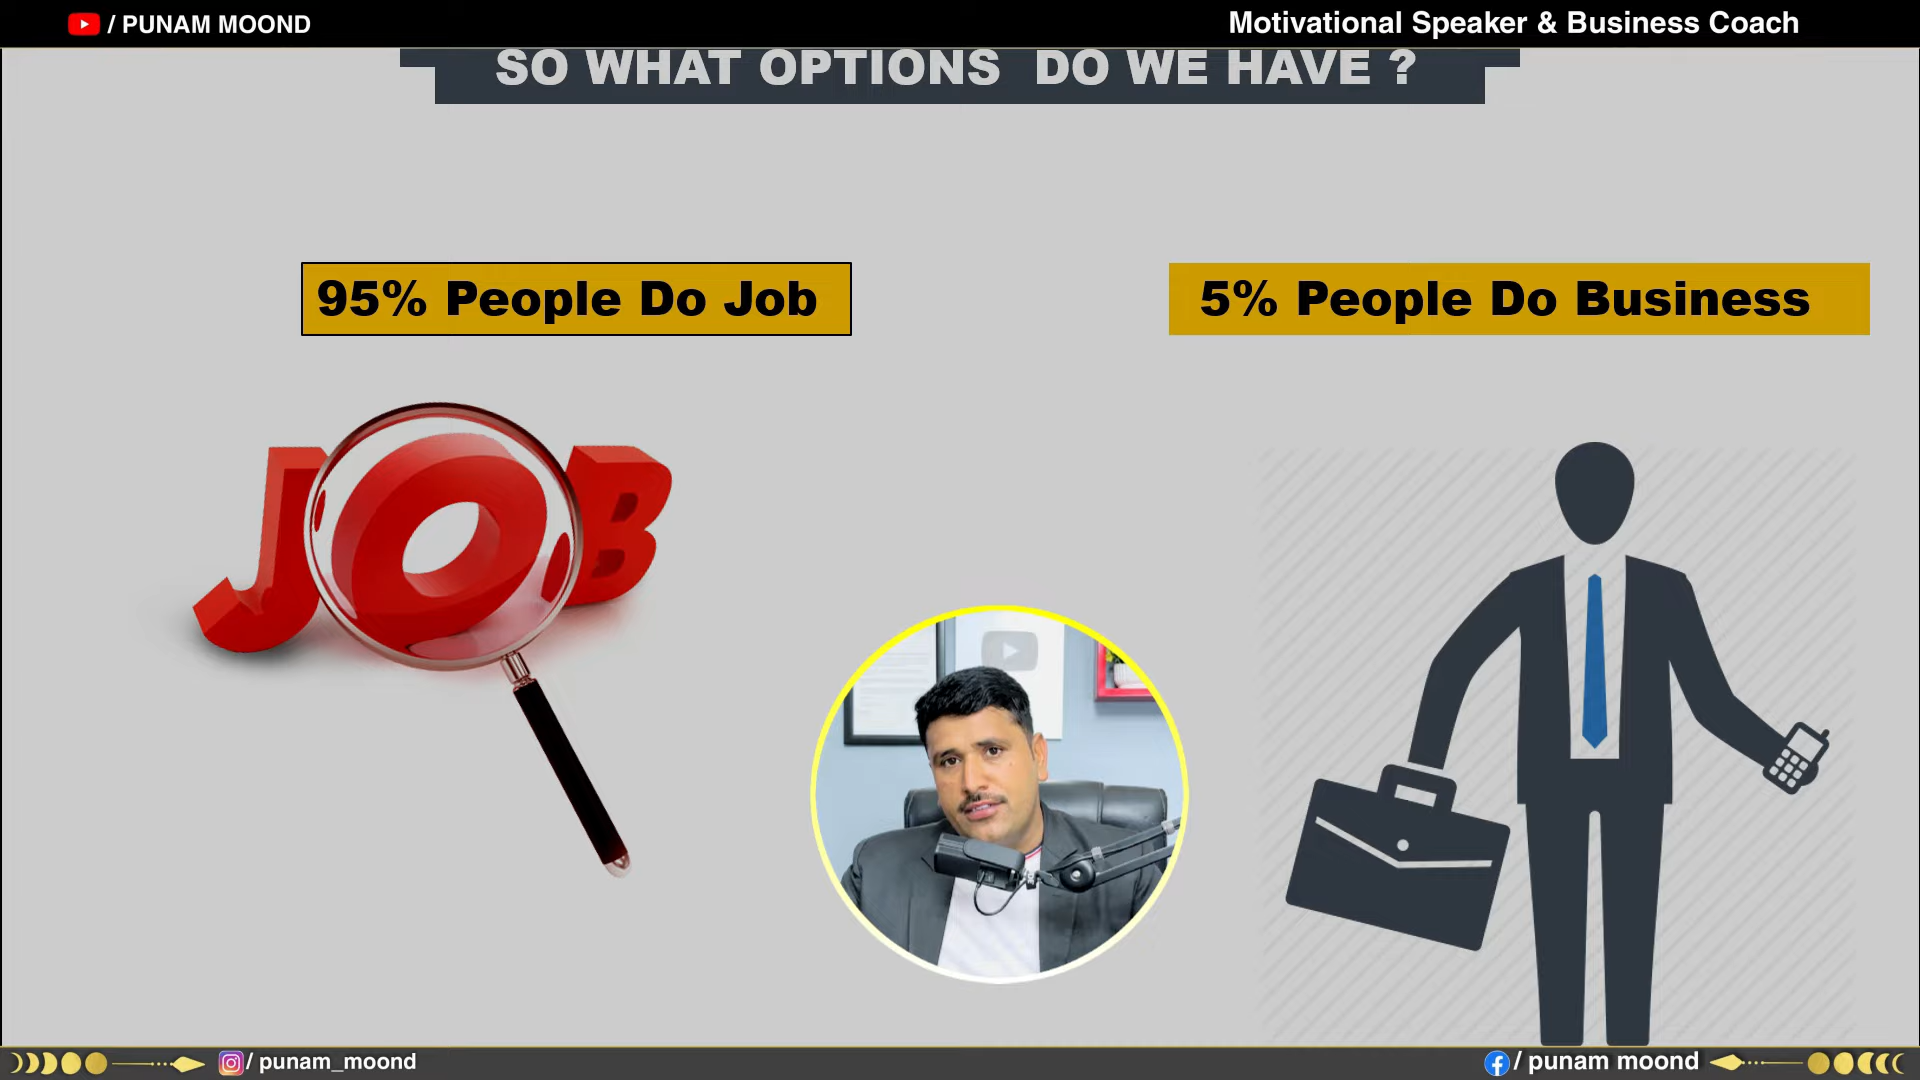 / PUNAM MOOND
Motivational Speaker & Business Coach
SO WHAT OPTIONS DO WE HAVE ?
95% People Do Job
5% People Do Business
JOB
/ punam_moond
/ punam moond